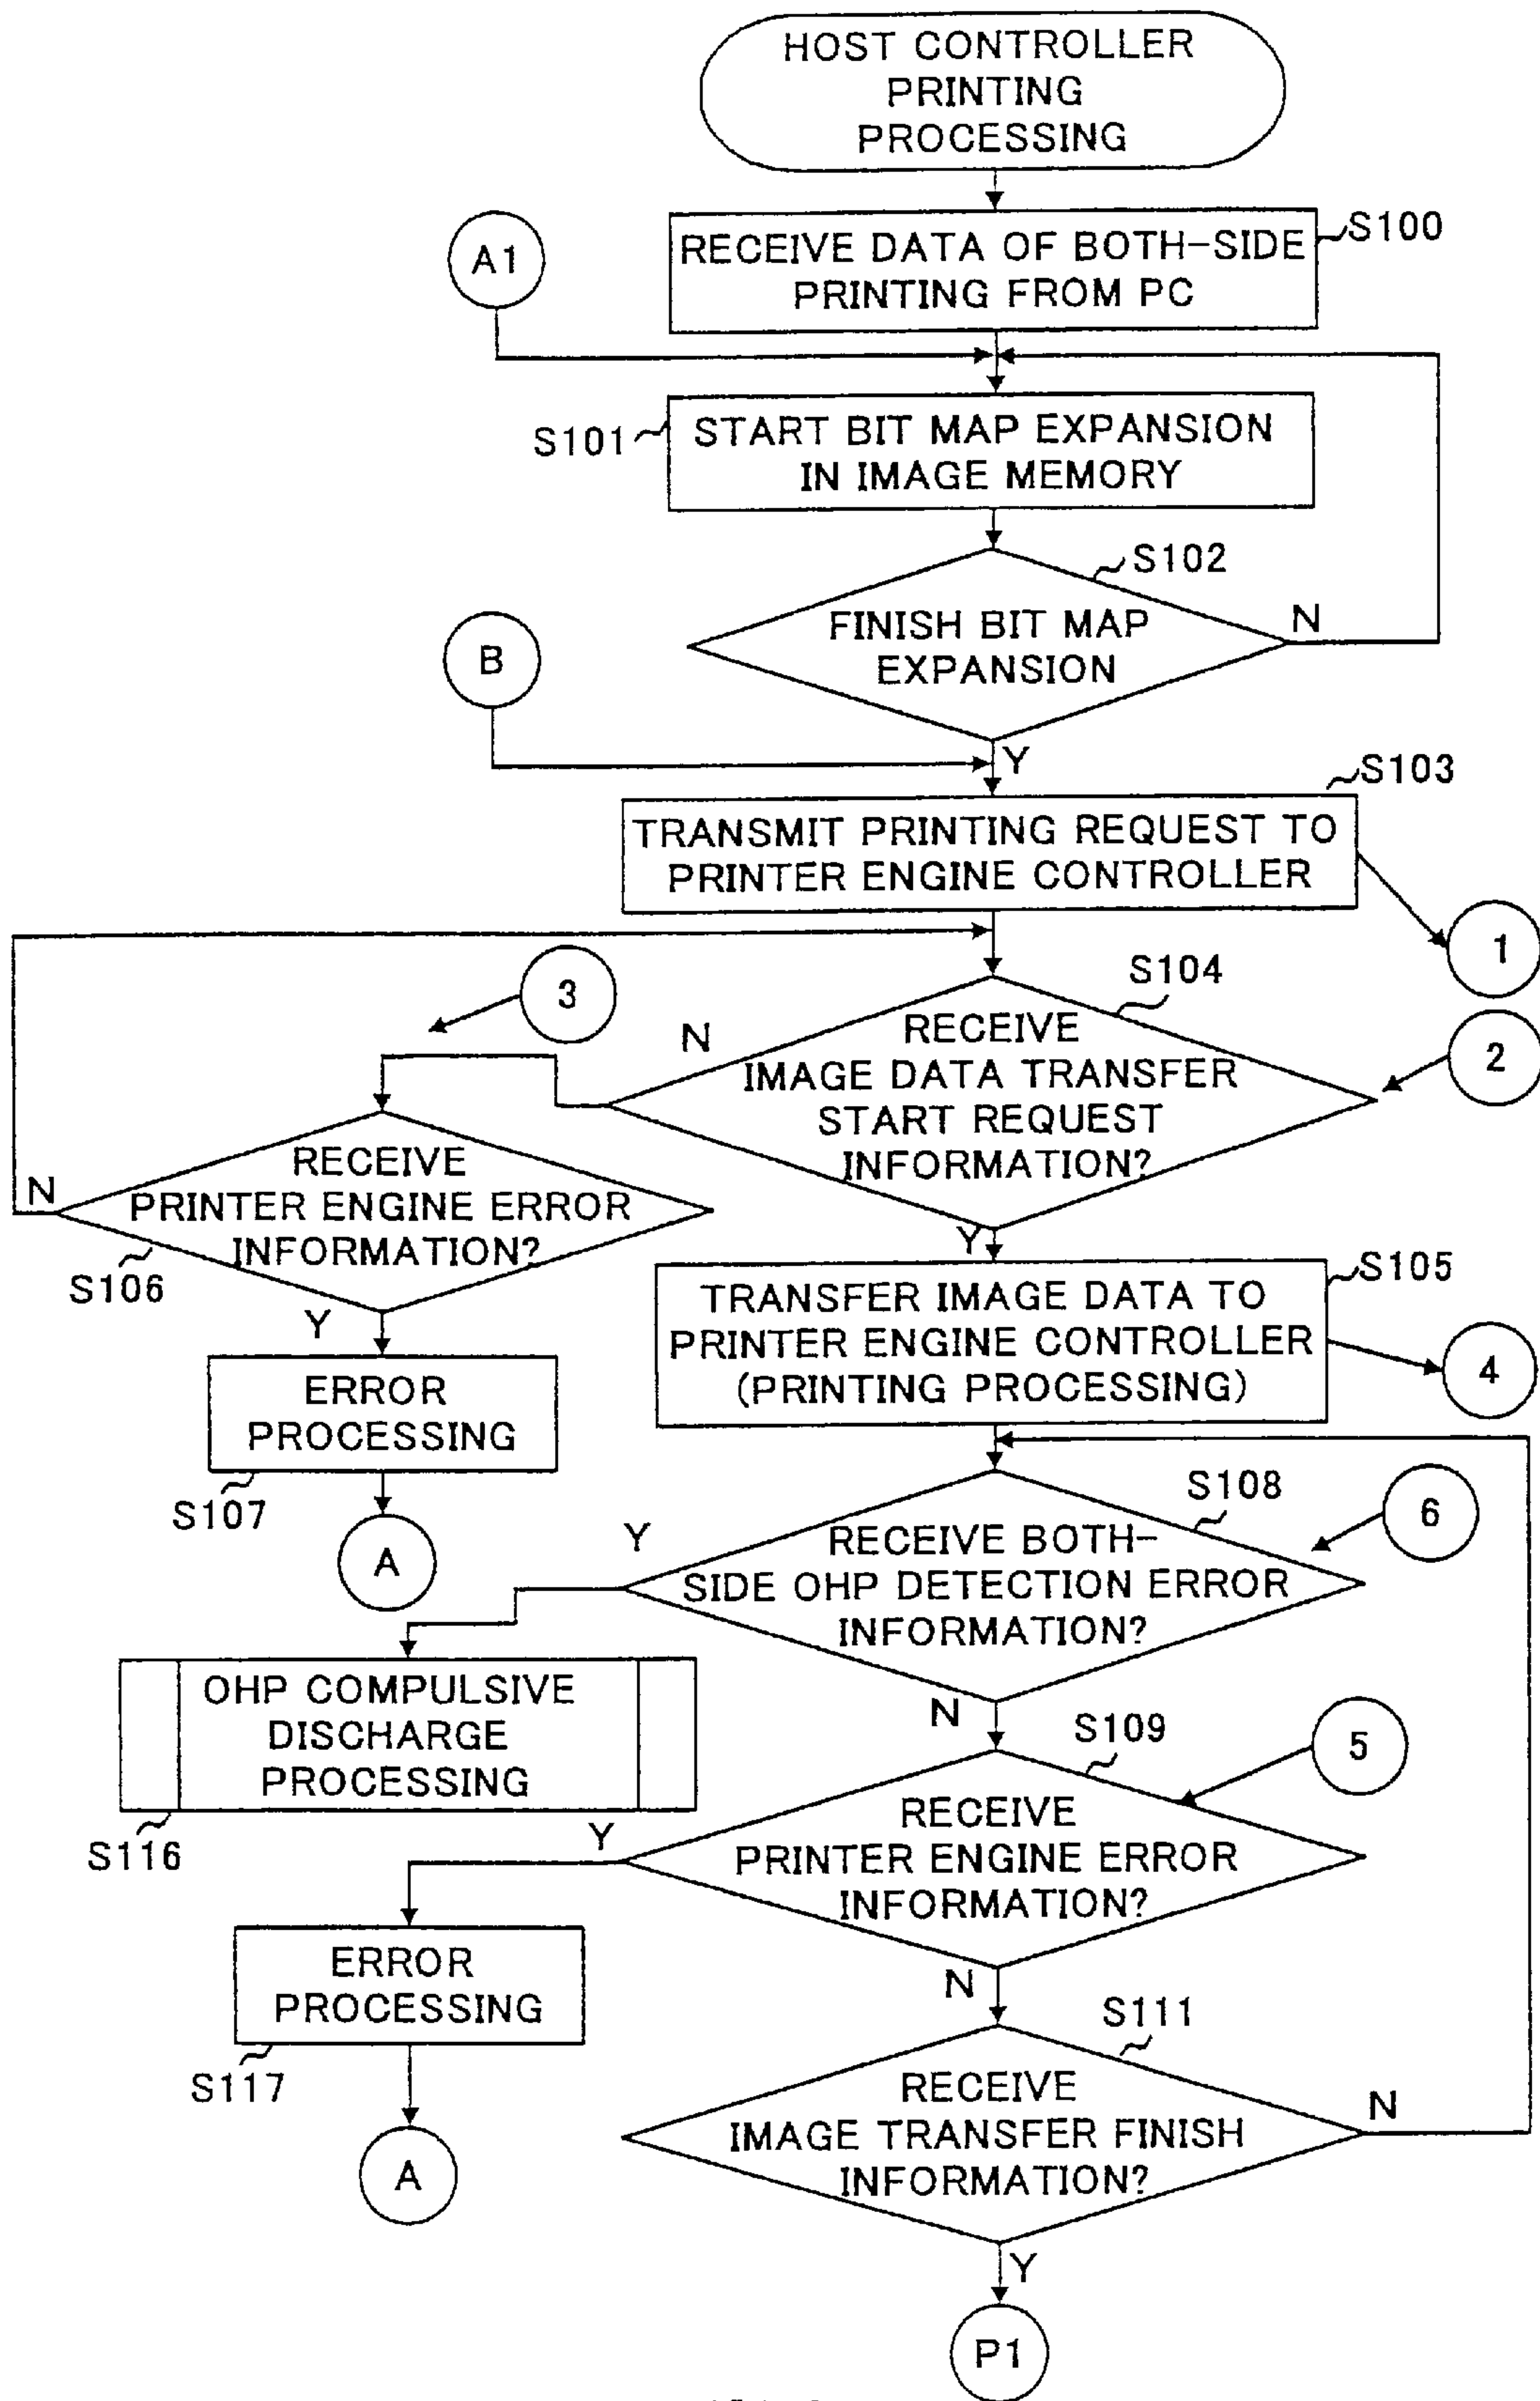 HOST CONTROLLER
PRINTING
PROCESSING
S100
RECEIVE DATA OF BOTH-SIDE
PRINTING FROM PC
A1
S101
START BIT MAP EXPANSION
IN IMAGE MEMORY
S102
FINISH BIT MAP
EXPANSION
N
B
Y
S103
TRANSMIT PRINTING REQUEST TO
PRINTER ENGINE CONTROLLER
1
3
S104
N
RECEIVE
IMAGE DATA TRANSFER
START REQUEST
INFORMATION?
2
RECEIVE
PRINTER ENGINE ERROR
INFORMATION?
N
S106
Y
Y
S105
TRANSFER IMAGE DATA TO
PRINTER ENGINE CONTROLLER
(PRINTING PROCESSING)
4
ERROR
PROCESSING
S107
A
S108
6
Y
RECEIVE BOTH-
SIDE OHP DETECTION ERROR
INFORMATION?
OHP COMPULSIVE
DISCHARGE
PROCESSING
S116
N
S109
5
Y
RECEIVE
PRINTER ENGINE ERROR
INFORMATION?
ERROR
PROCESSING
S117
A
N
S111
RECEIVE
IMAGE TRANSFER FINISH
INFORMATION?
N
Y
P1